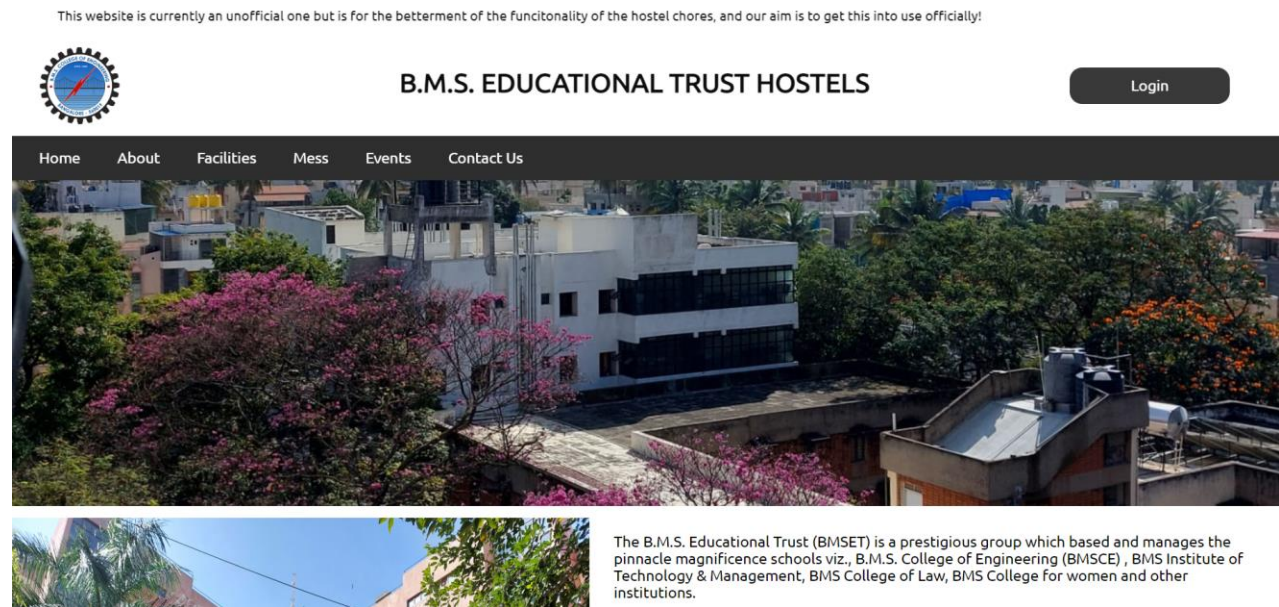 This website is currently an unofficial one but is for the betterment of the funcitonality of the hostel chores, and our aim is to get this into use officially!
B.M.S. EDUCATIONAL TRUST HOSTELS
Login
Home About Facilities Mess Events Contact Us
The B.M.S. Educational Trust (BMSET) is a prestigious group which based and manages the
pinnacle magnificence schools viz., B.M.S. College of Engineering (BMSCE) , BMS Institute of
Technology & Management, BMS College of Law, BMS College for women and other
institutions.